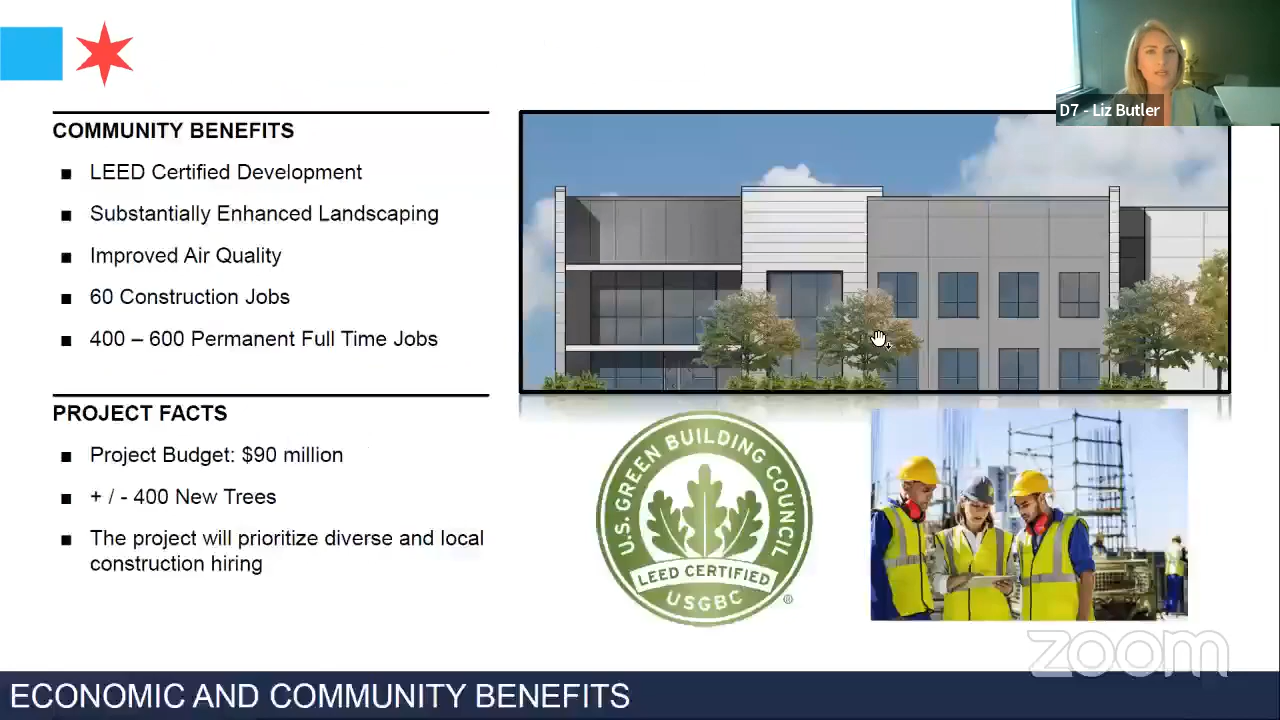 D7 - Liz Butler
COMMUNITY BENEFITS
■ LEED Certified Development
■ Substantially Enhanced Landscaping
■ Improved Air Quality
■ 60 Construction Jobs
■ 400 – 600 Permanent Full Time Jobs
PROJECT FACTS
■ Project Budget: $90 million
■ + / - 400 New Trees
■ The project will prioritize diverse and local
construction hiring
U.S. GREEN BUILDING COUNCIL
LEED CERTIFIED
USGBC
®
zoom
ECONOMIC AND COMMUNITY BENEFITS